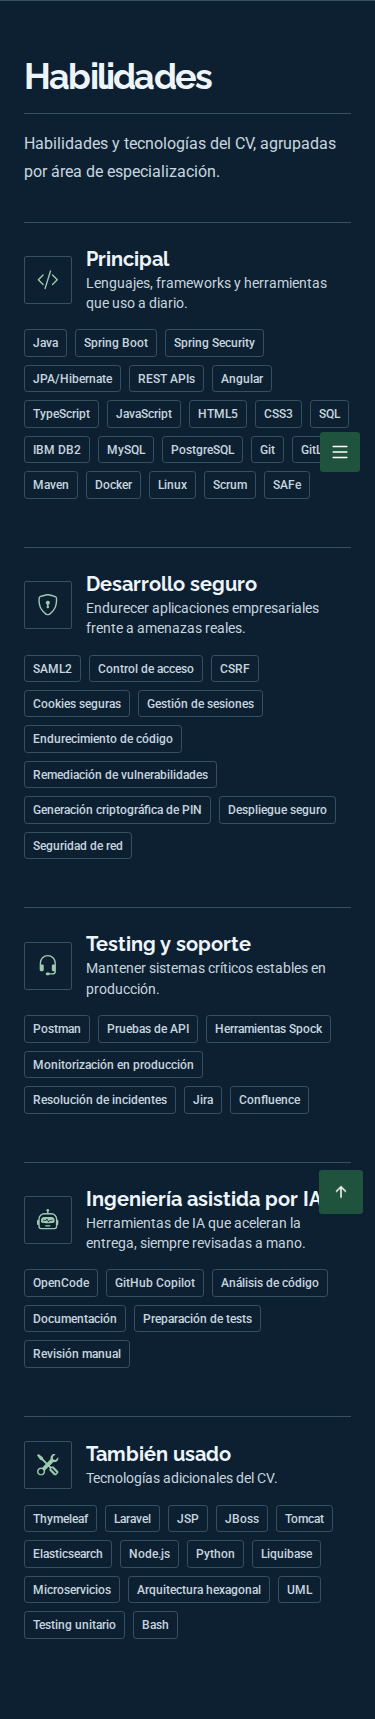 Habilidades
Habilidades y tecnologías del CV, agrupadas
por área de especialización.
Principal
Lenguajes, frameworks y herramientas
que uso a diario.
Java Spring Boot Spring Security
JPA/Hibernate REST APIs Angular
TypeScript JavaScript HTML5 CSS3 SQL
IBM DB2 MySQL PostgreSQL Git
Maven Docker Linux Scrum SAFe
Desarrollo seguro
Endurecer aplicaciones empresariales
frente a amenazas reales.
SAML2 Control de acceso CSRF
Cookies seguras Gestión de sesiones
Endurecimiento de código
Remediación de vulnerabilidades
Generación criptográfica de PIN Despliegue seguro
Seguridad de red
Testing y soporte
Mantener sistemas críticos estables en
producción.
Postman Pruebas de API Herramientas Spock
Monitorización en producción
Resolución de incidentes Jira Confluence
Ingeniería asistida por IA
Herramientas de IA que aceleran la
entrega, siempre revisadas a mano.
OpenCode GitHub Copilot Análisis de código
Documentación Preparación de tests
Revisión manual
También usado
Tecnologías adicionales del CV.
Thymeleaf Laravel JSP JBoss Tomcat
Elasticsearch Node.js Python Liquibase
Microservicios Arquitectura hexagonal UML
Testing unitario Bash